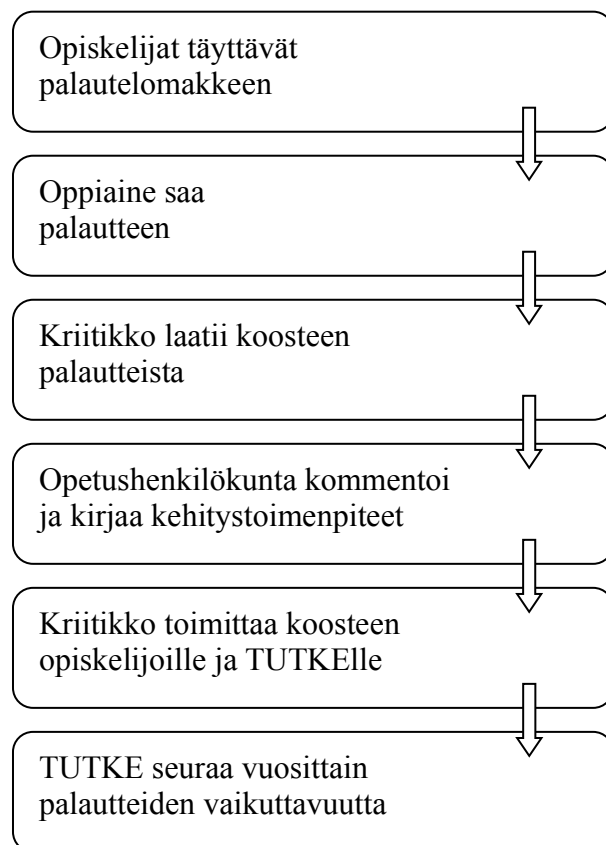 Opiskelijat täyttävät
palautelomakkeen
Oppiaine saa
palautteen
Kriitikko laatii koosteen
palautteista
Opetushenkilökunta kommentoi
ja kirjaa kehitystoimenpiteet
Kriitikko toimittaa koosteen
opiskelijoille ja TUTKElle
TUTKE seuraa vuosittain
palautteiden vaikuttavuutta